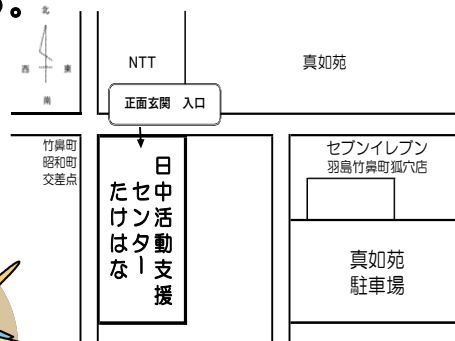 。
北
西 東
南
NTT
真如苑
正面玄関 入口
竹鼻町
昭和町
交差点
日中活動支援
センター
たけはな
セブンイレブン
羽島竹鼻町狐穴店
真如苑
駐車場